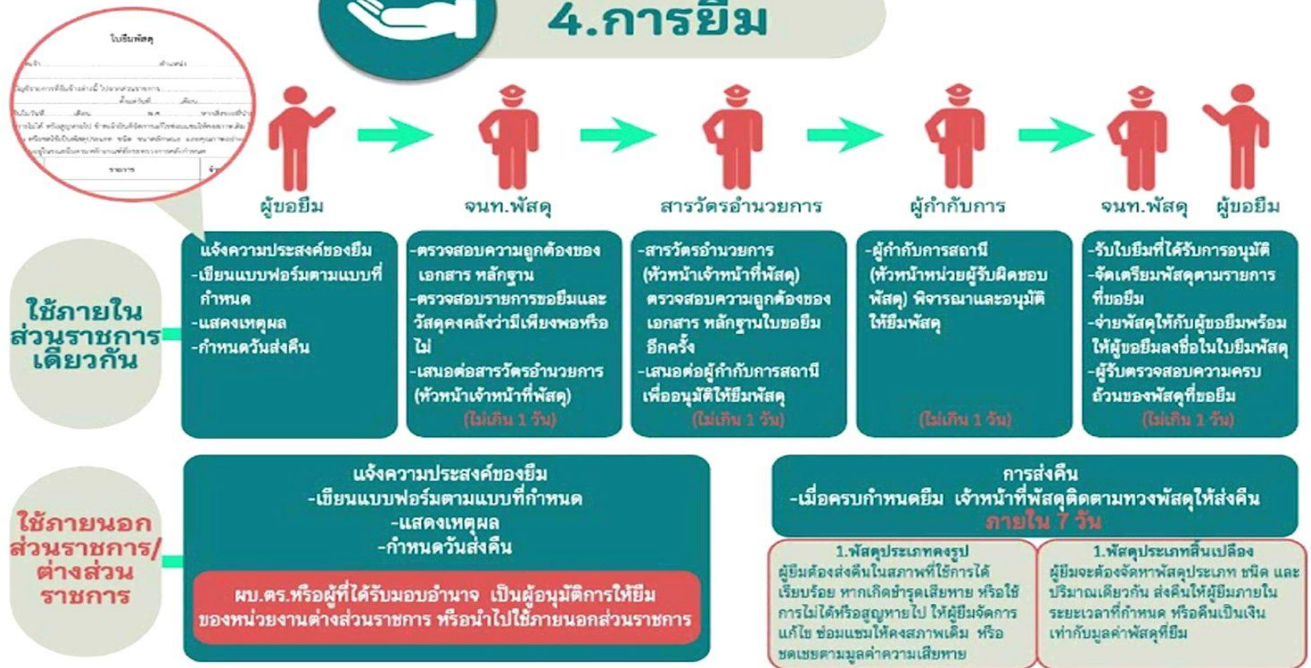 4.การยืม
ใบยืมพัสดุ
ผู้ขอยืม
จนท.พัสดุ
สารวัตรอำนวยการ
ผู้กำกับการ
จนท.พัสดุ
ผู้ขอยืม
ใช้ภายใน
ส่วนราชการ
เดียวกัน
แจ้งความประสงค์ของยืม
-เขียนแบบฟอร์มตามแบบที่
กำหนด
-แสดงเหตุผล
-กำหนดวันส่งคืน
-ตรวจสอบความถูกต้องของ
เอกสาร หลักฐาน
-ตรวจสอบรายการขอยืมและ
วัสดุคงคลังว่ามีเพียงพอหรือ
ไม่
-เสนอต่อสารวัตรอำนวยการ
(หัวหน้าเจ้าหน้าที่พัสดุ)
(ไม่เกิน 1 วัน)
-สารวัตรอำนวยการ
(หัวหน้าเจ้าหน้าที่พัสดุ)
ตรวจสอบความถูกต้องของ
เอกสาร หลักฐานใบขอยืม
อีกครั้ง
-เสนอต่อผู้กำกับการสถานี
เพื่ออนุมัติให้ยืมพัสดุ
(ไม่เกิน 1 วัน)
-ผู้กำกับการสถานี
(หัวหน้าหน่วยผู้รับผิดชอบ
พัสดุ) พิจารณาและอนุมัติ
ให้ยืมพัสดุ
(ไม่เกิน 1 วัน)
-รับใบยืมที่ได้รับการอนุมัติ
-จัดเตรียมพัสดุตามรายการ
ที่ขอยืม
-จ่ายพัสดุให้กับผู้ขอยืมพร้อม
ให้ผู้ขอยืมลงชื่อในใบยืมพัสดุ
-ผู้รับตรวจสอบความครบ
ถ้วนของพัสดุที่ขอยืม
(ไม่เกิน 1 วัน)
ใช้ภายนอก
ส่วนราชการ/
ต่างส่วน
ราชการ
แจ้งความประสงค์ของยืม
-เขียนแบบฟอร์มตามแบบที่กำหนด
-แสดงเหตุผล
-กำหนดวันส่งคืน
ผบ.ตร.หรือผู้ที่ได้รับมอบอำนาจ เป็นผู้อนุมัติการให้ยืม
ของหน่วยงานต่างส่วนราชการ หรือนำไปใช้ภายนอกส่วนราชการ
การส่งคืน
-เมื่อครบกำหนดยืม เจ้าหน้าที่พัสดุติดตามทวงพัสดุให้ส่งคืน
ภายใน 7 วัน
1.พัสดุประเภทคงรูป
ผู้ยืมต้องส่งคืนในสภาพที่ใช้การได้
เรียบร้อย หากเกิดชำรุดเสียหาย หรือใช้
การไม่ได้หรือสูญหายไป ให้ผู้ยืมจัดการ
แก้ไข ซ่อมแซมให้คงสภาพเดิม หรือ
ชดเชยตามมูลค่าความเสียหาย
1.พัสดุประเภทสิ้นเปลือง
ผู้ยืมจะต้องจัดหาพัสดุประเภท ชนิด และ
ปริมาณเดียวกัน ส่งคืนให้ผู้ยืมภายใน
ระยะเวลาที่กำหนด หรือคืนเป็นเงิน
เท่ากับมูลค่าพัสดุที่ยืม